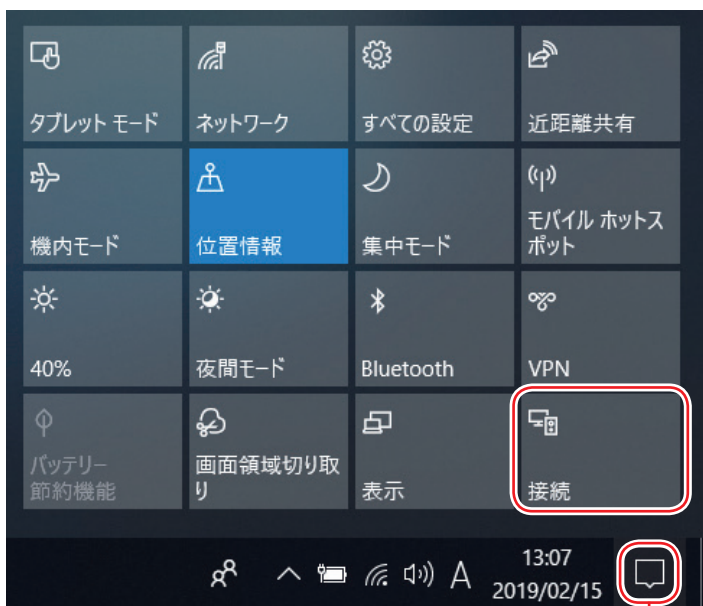 タブレット モード
ネットワーク
すべての設定
近距離共有
機内モード
位置情報
集中モード
モバイル ホットス
ポット
40%
夜間モード
Bluetooth
VPN
バッテリー
節約機能
画面領域切り取
り
表示
接続
A
13:07
2019/02/15